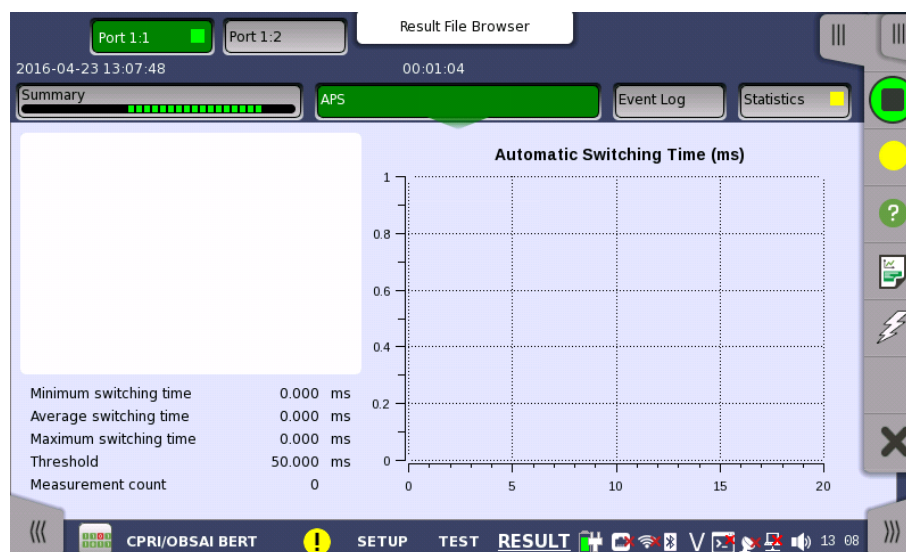 Port 1:1
Port 1:2
Result File Browser
2016-04-23 13:07:48
00:01:04
Summary
APS
Event Log
Statistics
Automatic Switching Time (ms)
1
0.8
0.6
0.4
0.2
0
0 5 10 15 20
Minimum switching time 0.000 ms
Average switching time 0.000 ms
Maximum switching time 0.000 ms
Threshold 50.000 ms
Measurement count 0
CPRI/OBSAI BERT
SETUP
TEST
RESULT
13 08